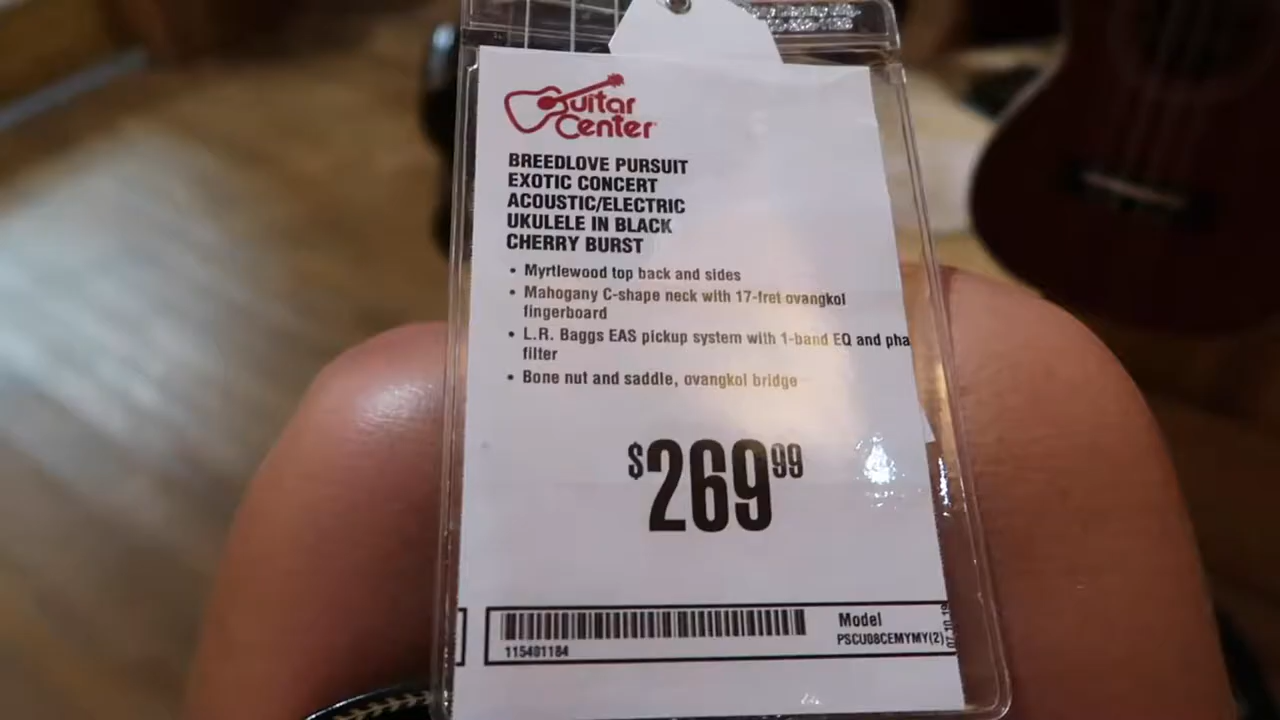 Guitar
Center
BREEDLOVE PURSUIT
EXOTIC CONCERT
ACOUSTIC/ELECTRIC
UKULELE IN BLACK
CHERRY BURST
• Myrtlewood top back and sides
• Mahogany C-shape neck with 17-fret ovangkol
fingerboard
• L.R. Baggs EAS pickup system with 1-band EQ and pha
filter
• Bone nut and saddle, ovangkol bridge
$269 99
Model
PSCU08CEMYMY(2)
115401184